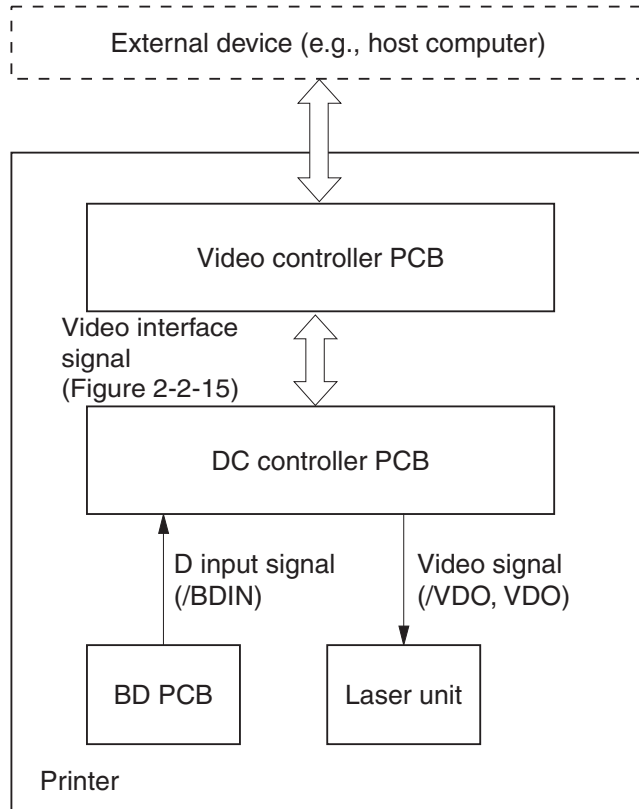 External device (e.g., host computer)
Video controller PCB
Video interface
signal
(Figure 2-2-15)
DC controller PCB
D input signal
(/BDIN)
Video signal
(/VDO, VDO)
BD PCB
Laser unit
Printer